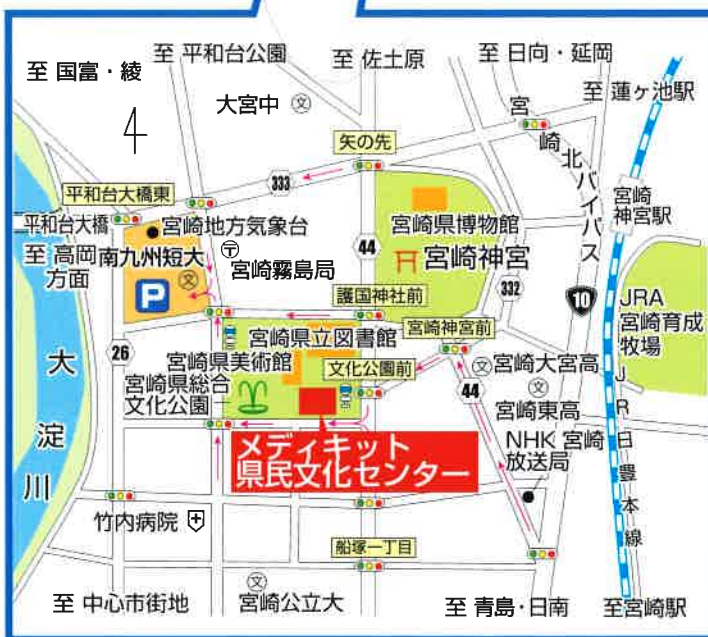 至 平和台公園
至 佐土原
至 日向・延岡
至 国富・綾
至 蓮ヶ池駅
大宮中 文
宮崎北バイパス
矢の先
333
平和台大橋東
平和台大橋
宮崎地方気象台
宮崎県博物館
宮崎
神宮駅
至 高岡
方面
南九州短大
文
宮崎霧島局
44
宮崎神宮
332
P
護国神社前
10
JRA
宮崎育成
牧場
宮崎県立図書館
宮崎神宮前
26
宮崎県美術館
文化公園前
文 宮崎大宮高
宮崎県総合
文化公園
44
文
宮崎東高
大淀川
メディキット
県民文化センター
NHK 宮崎
放送局
JR日豊本線
竹内病院
船塚一丁目
文
至 中心市街地
宮崎公立大
至 青島・日南
至宮崎駅